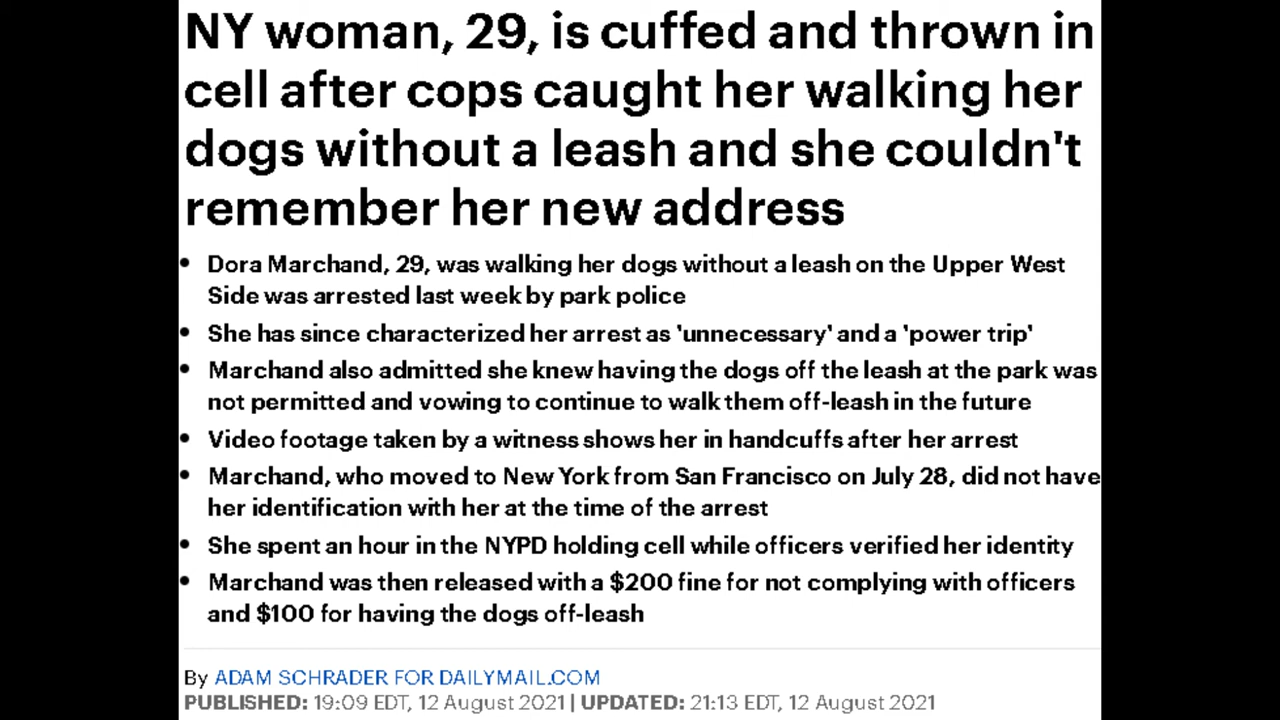 NY woman, 29, is cuffed and thrown in
cell after cops caught her walking her
dogs without a leash and she couldn't
remember her new address
• Dora Marchand, 29, was walking her dogs without a leash on the Upper West
Side was arrested last week by park police
• She has since characterized her arrest as 'unnecessary' and a 'power trip'
• Marchand also admitted she knew having the dogs off the leash at the park was
not permitted and vowing to continue to walk them off-leash in the future
• Video footage taken by a witness shows her in handcuffs after her arrest
• Marchand, who moved to New York from San Francisco on July 28, did not have
her identification with her at the time of the arrest
• She spent an hour in the NYPD holding cell while officers verified her identity
• Marchand was then released with a $200 fine for not complying with officers
and $100 for having the dogs off-leash
By ADAM SCHRADER FOR DAILYMAIL.COM
PUBLISHED: 19:09 EDT, 12 August 2021 | UPDATED: 21:13 EDT, 12 August 2021